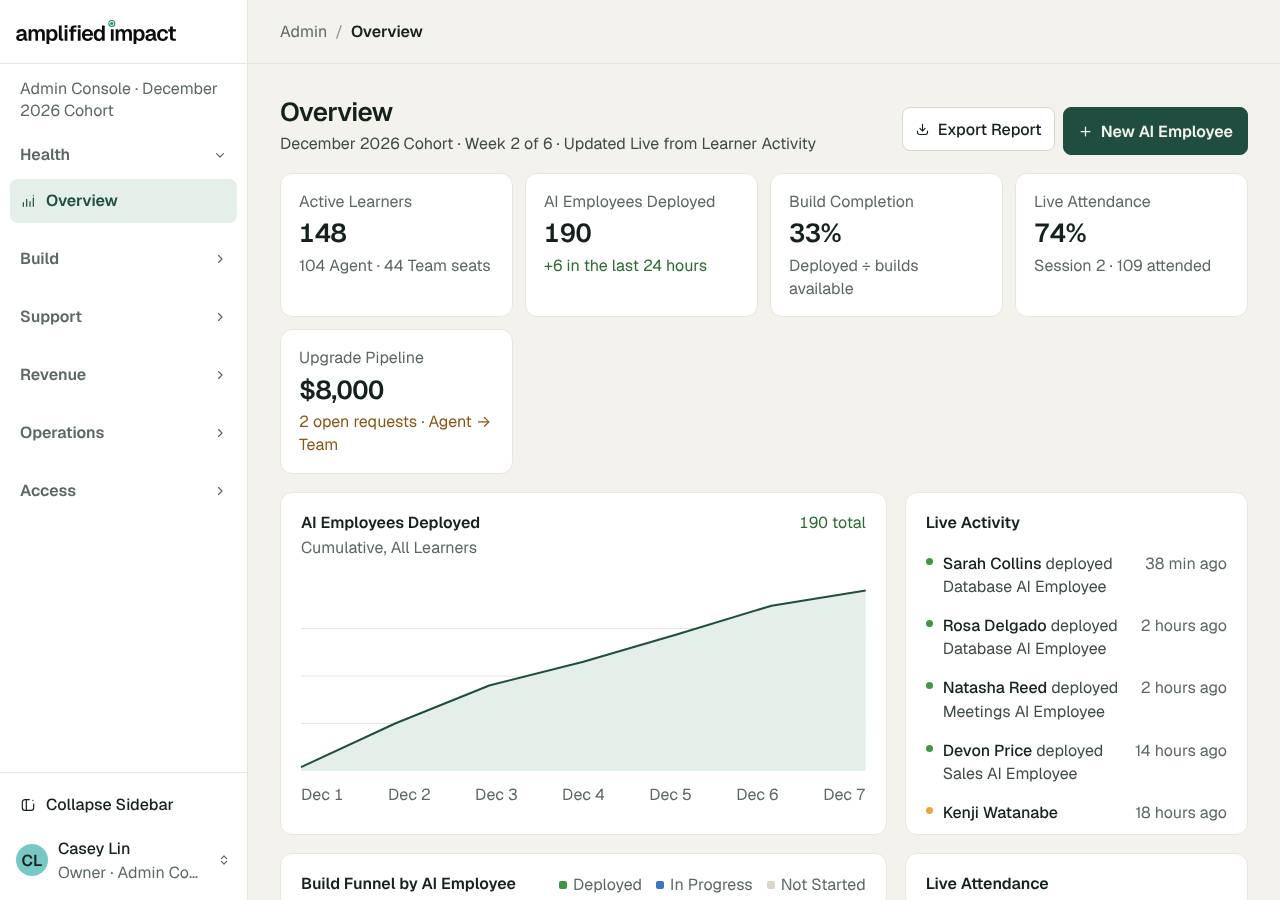 amplified impact
Admin Console · December
2026 Cohort
Health
Overview
Build
Support
Revenue
Operations
Access
Collapse Sidebar
CL
Casey Lin
Owner · Admin Co...
Admin / Overview
Overview
December 2026 Cohort · Week 2 of 6 · Updated Live from Learner Activity
Export Report
+ New AI Employee
Active Learners
148
104 Agent · 44 Team seats
AI Employees Deployed
190
+6 in the last 24 hours
Build Completion
33%
Deployed ÷ builds
available
Live Attendance
74%
Session 2 · 109 attended
Upgrade Pipeline
$8,000
2 open requests · Agent →
Team
AI Employees Deployed
190 total
Cumulative, All Learners
Dec 1 Dec 2 Dec 3 Dec 4 Dec 5 Dec 6 Dec 7
Live Activity
Sarah Collins deployed 38 min ago
Database AI Employee
Rosa Delgado deployed 2 hours ago
Database AI Employee
Natasha Reed deployed 2 hours ago
Meetings AI Employee
Devon Price deployed 14 hours ago
Sales AI Employee
Kenji Watanabe 18 hours ago
Build Funnel by AI Employee
Deployed In Progress Not Started
Live Attendance